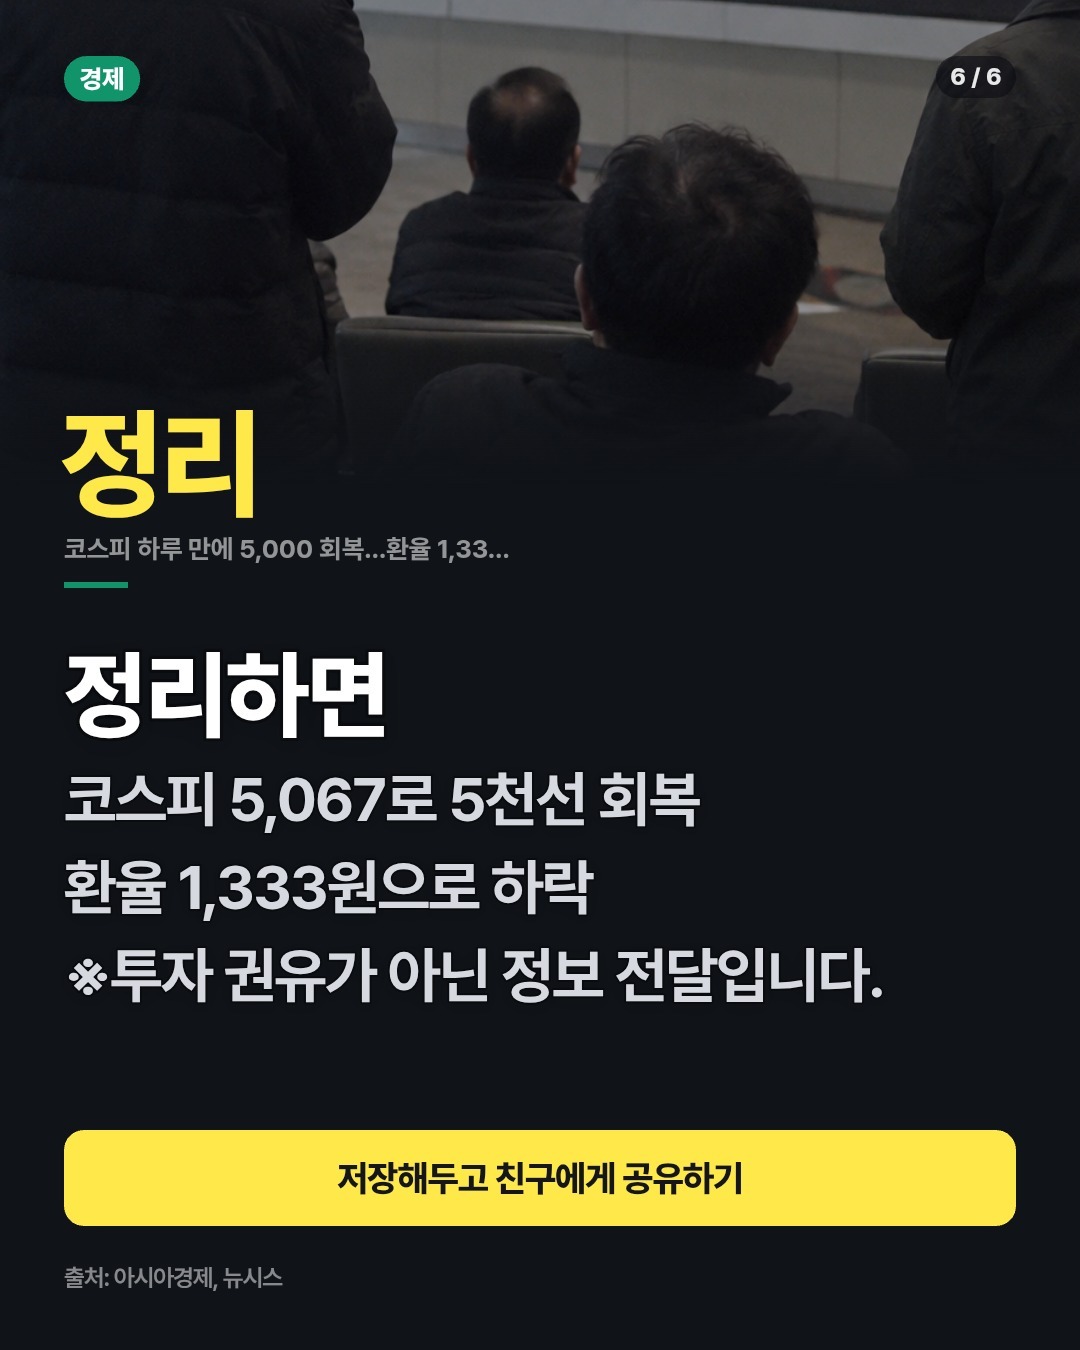 경제
6 / 6
정리
코스피 하루 만에 5,000 회복...환율 1,33...
정리하면
코스피 5,067로 5천선 회복
환율 1,333원으로 하락
※투자 권유가 아닌 정보 전달입니다.
저장해두고 친구에게 공유하기
출처: 아시아경제, 뉴시스